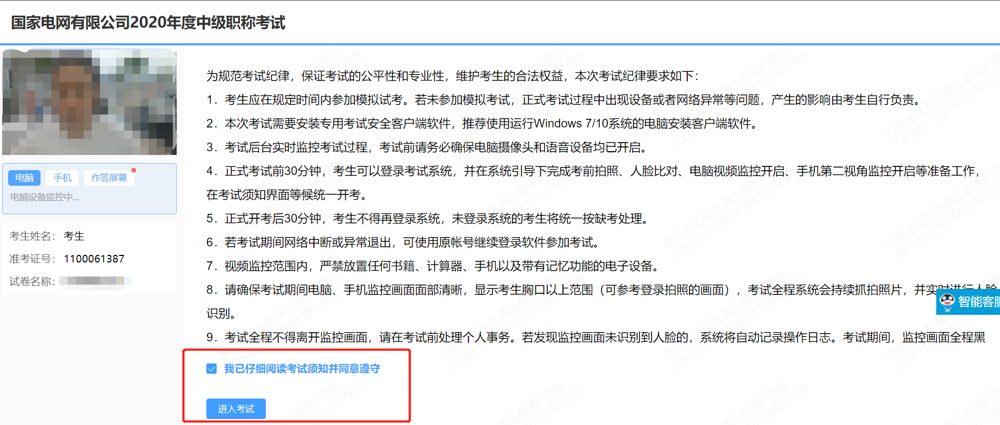 国家电网有限公司2020年度中级职称考试
电脑 手机 作答屏幕
电脑设备监控中...
考生姓名： 考生
准考证号： 1100061387
试卷名称：
为规范考试纪律，保证考试的公平性和专业性，维护考生的合法权益，本次考试纪律要求如下：
1．考生应在规定时间内参加模拟试考。若未参加模拟考试，正式考试过程中出现设备或者网络异常等问题，产生的影响由考生自行负责。
2．本次考试需要安装专用考试安全客户端软件，推荐使用运行Windows 7/10系统的电脑安装客户端软件。
3．考试后台实时监控考试过程，考试前请务必确保电脑摄像头和语音设备均已开启。
4．正式考试前30分钟，考生可以登录考试系统，并在系统引导下完成考前拍照、人脸比对、电脑视频监控开启、手机第二视角监控开启等准备工作，
在考试须知界面等候统一开考。
5．正式开考后30分钟，考生不得再登录系统，未登录系统的考生将统一按缺考处理。
6．若考试期间网络中断或异常退出，可使用原帐号继续登录软件参加考试。
7．视频监控范围内，严禁放置任何书籍、计算器、手机以及带有记忆功能的电子设备。
8．请确保考试期间电脑、手机监控画面面部清晰，显示考生胸口以上范围（可参考登录拍照的画面），考试全程系统会持续抓拍照片，并实时进行人脸
识别。
9．考试全程不得离开监控画面，请在考试前处理个人事务。若发现监控画面未识别到人脸的，系统将自动记录操作日志。考试期间，监控画面全程黑
我已仔细阅读考试须知并同意遵守
进入考试
智能客服
仅供考试专用,请注意保护隐私
100011-1100061387-2021/9/9